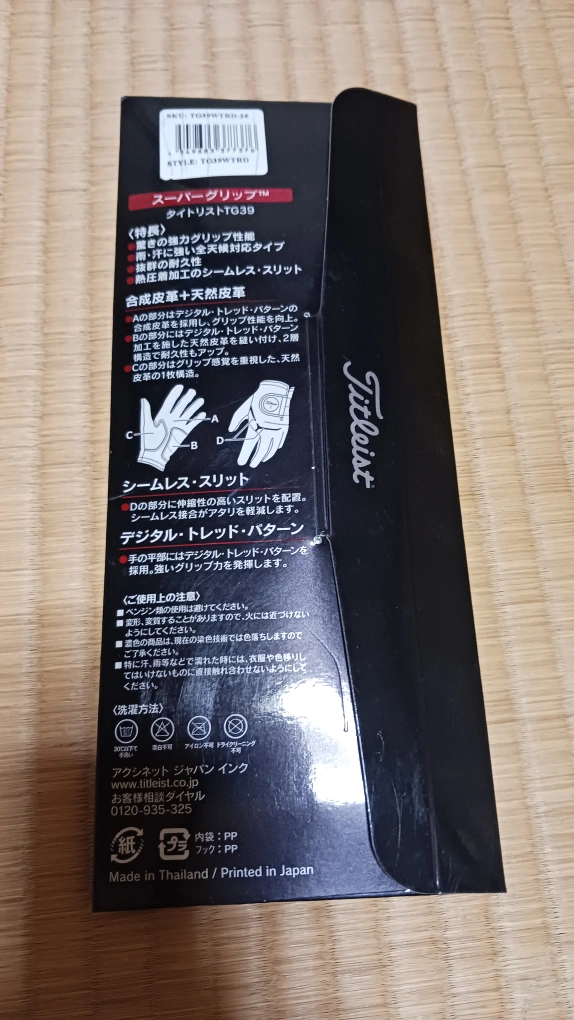 SKU: TG39WTRD-25
STYLE: TG39WTRD
スーパーグリップ™
タイトリストTG39
〈特長〉
●驚きの強力グリップ性能
●雨・汗に強い全天候対応タイプ
●抜群の耐久性
●熱圧着加工のシームレス・スリット
合成皮革+天然皮革
●Aの部分はデジタル・トレッド・パターンの
合成皮革を採用し、グリップ性能を向上。
●Bの部分にはデジタル・トレッド・パターン
加工を施した天然皮革を縫い付け、2層
構造で耐久性もアップ。
●Cの部分はグリップ感覚を重視した、天然
皮革の1枚構造。
A
C
B
D
シームレス・スリット
●Dの部分に伸縮性の高いスリットを配置。
シームレス接合がアタリを軽減します。
デジタル・トレッド・パターン
●手の平部にはデジタル・トレッド・パターンを
採用。強いグリップ力を発揮します。
〈ご使用上の注意〉
■ベンジン類の使用は避けてください。
■変形、変質することがありますので、火には近づけない
ようにしてください。
■濃色の商品は、現在の染色技術では色落ちしますので
ご了承ください。
■特に汗、雨等などで濡れた時には、衣服や色移りし
てはいけないものに直接触れ合わせないようにして
ください。
〈洗濯方法〉
30℃以下で
手洗い
漂白不可
アイロン不可
ドライクリーニング
不可
アクシネット ジャパン インク
www.titleist.co.jp
お客様相談ダイヤル
0120-935-325
紙
プラ
内袋:PP
フック:PP
Made in Thailand / Printed in Japan
Titleist